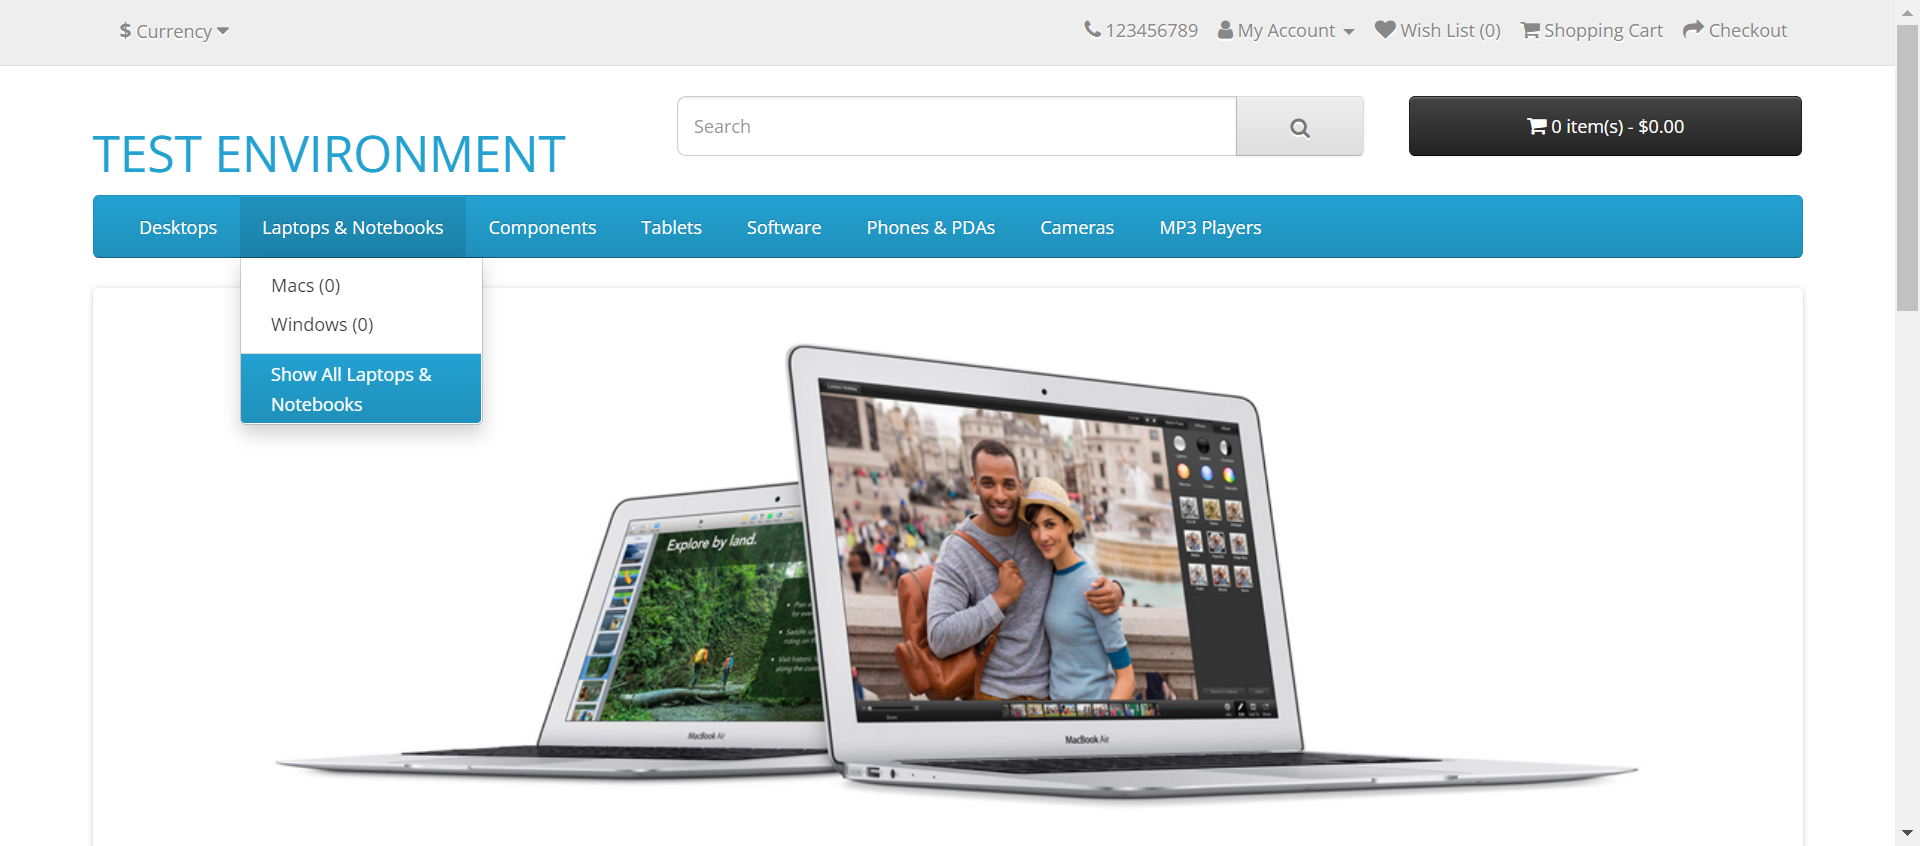 $ Currency
123456789 My Account Wish List (0) Shopping Cart Checkout
TEST ENVIRONMENT
Search
0 item(s) - $0.00
Desktops Laptops & Notebooks Components Tablets Software Phones & PDAs Cameras MP3 Players
Macs (0)
Windows (0)
Show All Laptops &
Notebooks
Explore by land.
MacBook Air
MacBook Air